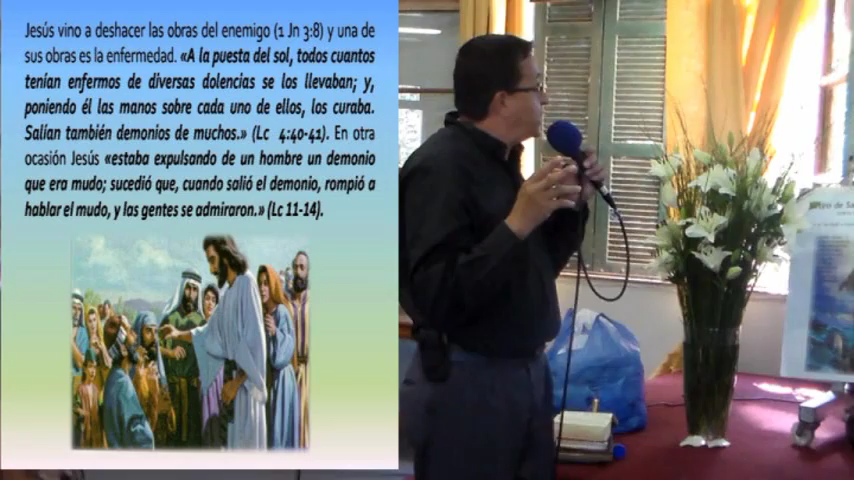 Jesús vino a deshacer las obras del enemigo (1 Jn 3:8) y una de
sus obras es la enfermedad. «A la puesta del sol, todos cuantos
tenían enfermos de diversas dolencias se los llevaban; y,
poniendo él las manos sobre cada uno de ellos, los curaba.
Salían también demonios de muchos.» (Lc 4:40-41). En otra
ocasión Jesús «estaba expulsando de un hombre un demonio
que era mudo; sucedió que, cuando salió el demonio, rompió a
hablar el mudo, y las gentes se admiraron.» (Lc 11-14).
de